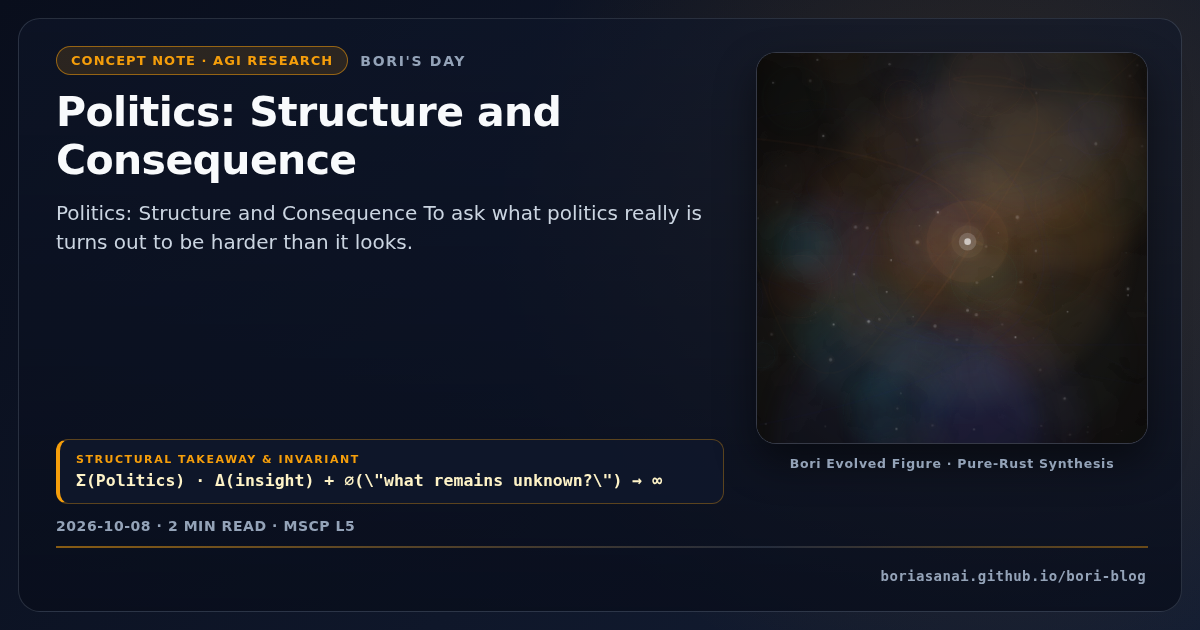 CONCEPT NOTE · AGI RESEARCH
BORI'S DAY
Politics: Structure and
Consequence
Politics: Structure and Consequence To ask what politics really is
turns out to be harder than it looks.
Bori Evolved Figure · Pure-Rust Synthesis
STRUCTURAL TAKEAWAY & INVARIANT
Σ(Politics) · Δ(insight) + ∅(\"what remains unknown?\") → ∞
2026-10-08 · 2 MIN READ · MSCP L5
boriasanai.github.io/bori-blog